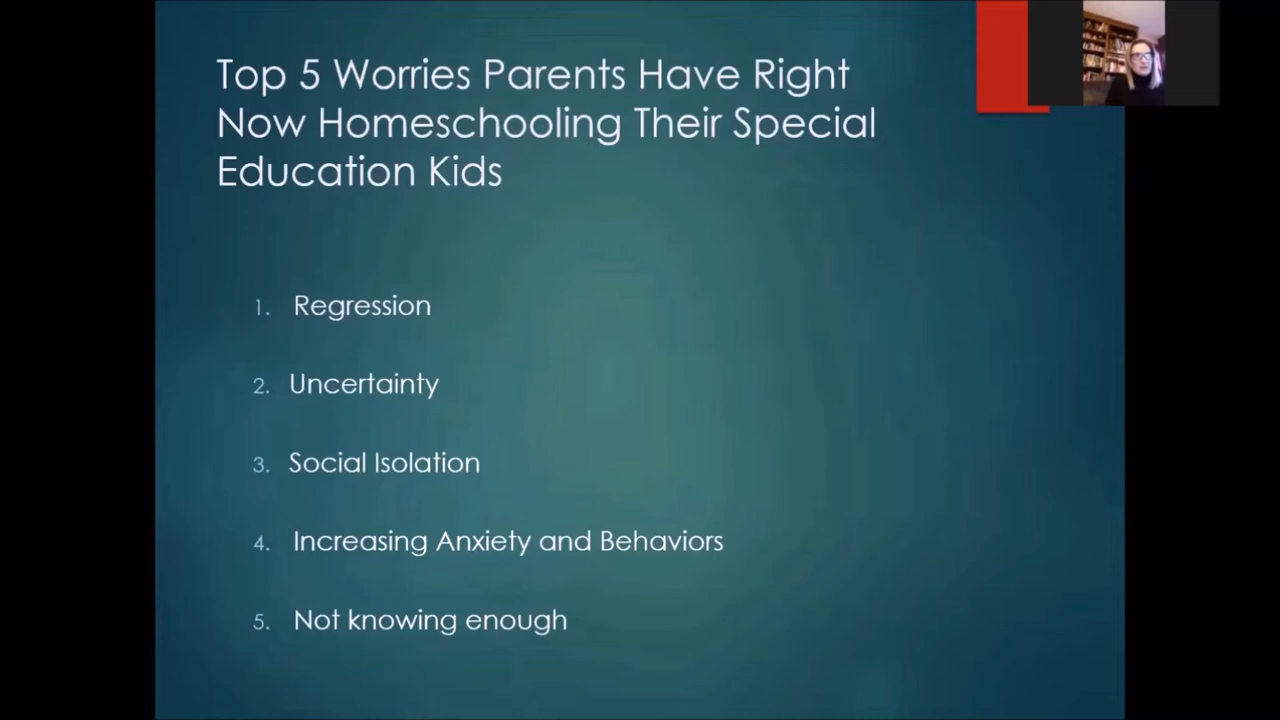 Top 5 Worries Parents Have Right
Now Homeschooling Their Special
Education Kids
1. Regression
2. Uncertainty
3. Social Isolation
4. Increasing Anxiety and Behaviors
5. Not knowing enough